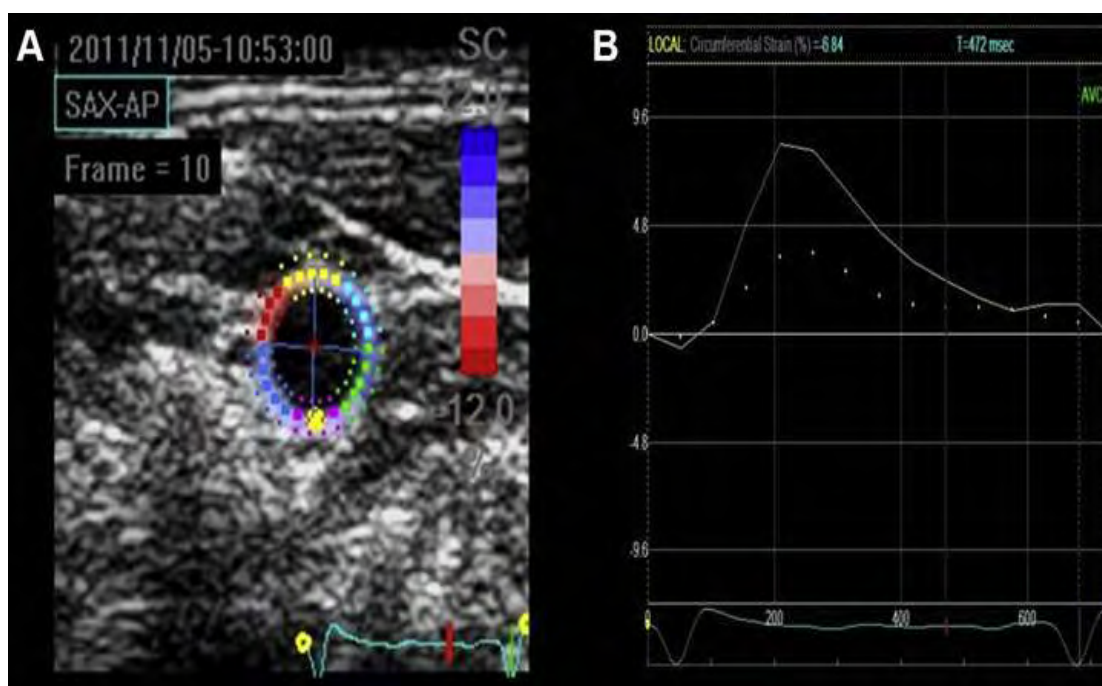 A
2011/11/05-10:53:00
SC
12.0
SAX-AP
Frame = 10
-12.0
%
B
LOCAL: Circumferential Strain (%) =6.84
T=472 msec
AVC
9.6
4.8
0.0
-4.8
-9.6
0
200
400
600